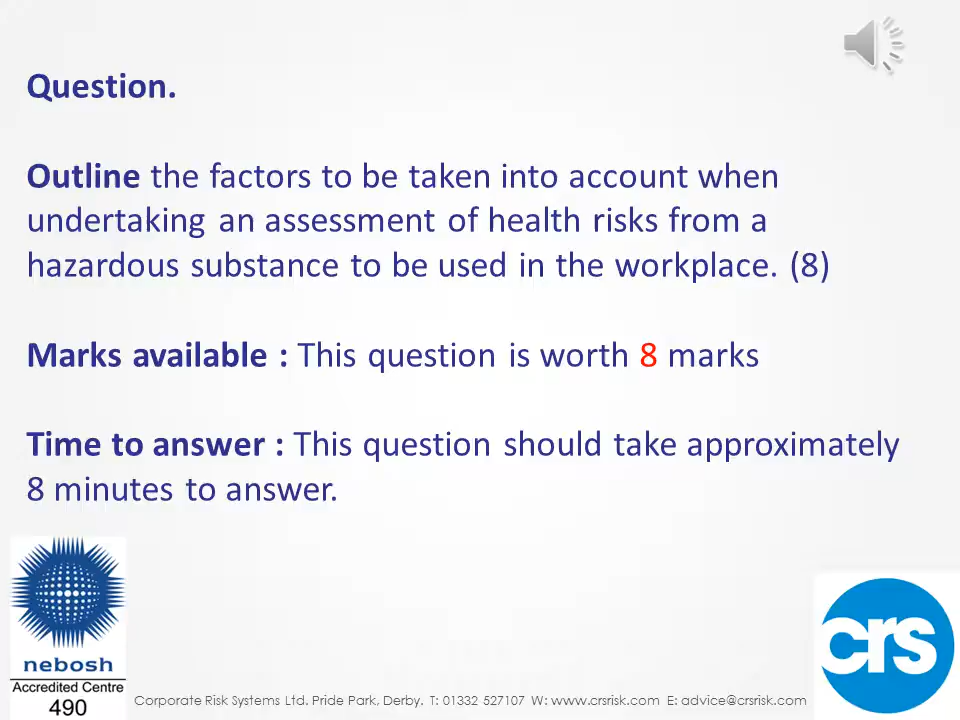 Question.
Outline the factors to be taken into account when
undertaking an assessment of health risks from a
hazardous substance to be used in the workplace. (8)
Marks available : This question is worth 8 marks
Time to answer : This question should take approximately
8 minutes to answer.
nebosh
Accredited Centre
490
Corporate Risk Systems Ltd. Pride Park, Derby. T: 01332 527107 W: www.crsrisk.com E: advice@crsrisk.com
crs